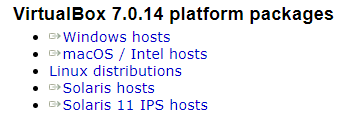 VirtualBox 7.0.14 platform packages
Windows hosts
macOS / Intel hosts
Linux distributions
Solaris hosts
Solaris 11 IPS hosts